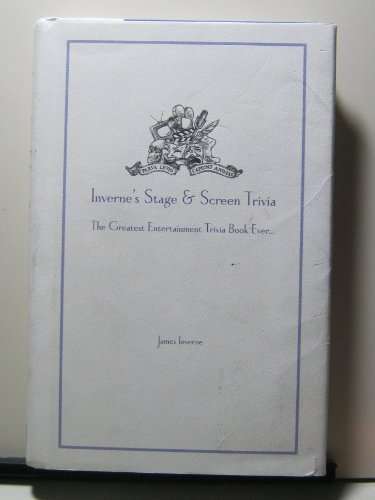 Inverne's Stage & Screen Trivia
The Greatest Entertainment Trivia Book Ever...
James Inverne